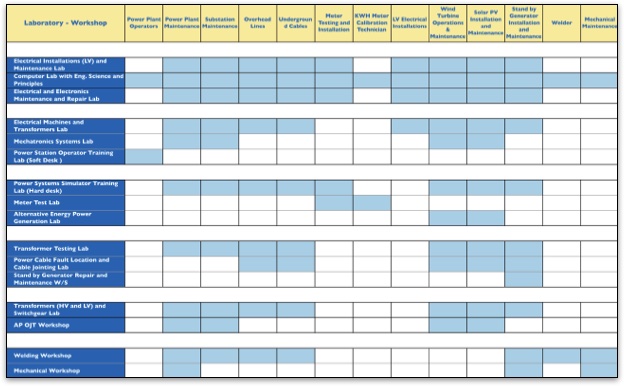 Laboratory - Workshop
Power Plant
Operators
Power Plant
Maintenance
Substation
Maintenance
Overhead
Lines
Undergroun
d Cables
Meter
Testing and
Installation
KWH Meter
Calibration
Technician
LV Electrical
Installations
Wind
Turbine
Operations
&
Maintenance
Solar PV
Installation
and
Maintenance
Stand by
Generator
Installation
and
Maintenance
Welder
Mechanical
Maintenance
Electrical Installations (LV) and
Maintenance Lab
Computer Lab with Eng. Science and
Principles
Electrical and Electronics
Maintenance and Repair Lab
Electrical Machines and
Transformers Lab
Mechatronics Systems Lab
Power Station Operator Training
Lab (Soft Desk )
Power Systems Simulator Training
Lab (Hard desk)
Meter Test Lab
Alternative Energy Power
Generation Lab
Transformer Testing Lab
Power Cable Fault Location and
Cable Jointing Lab
Stand by Generator Repair and
Maintenance W/S
Transformers (HV and LV) and
Switchgear Lab
AP OJT Workshop
Welding Workshop
Mechanical Workshop